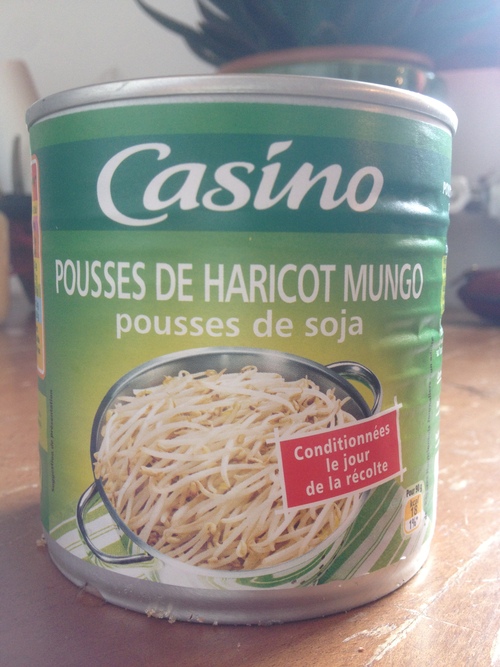 Casino
POUSSES DE HARICOT MUNGO
pousses de soja
Conditionnées
le jour
de la récolte